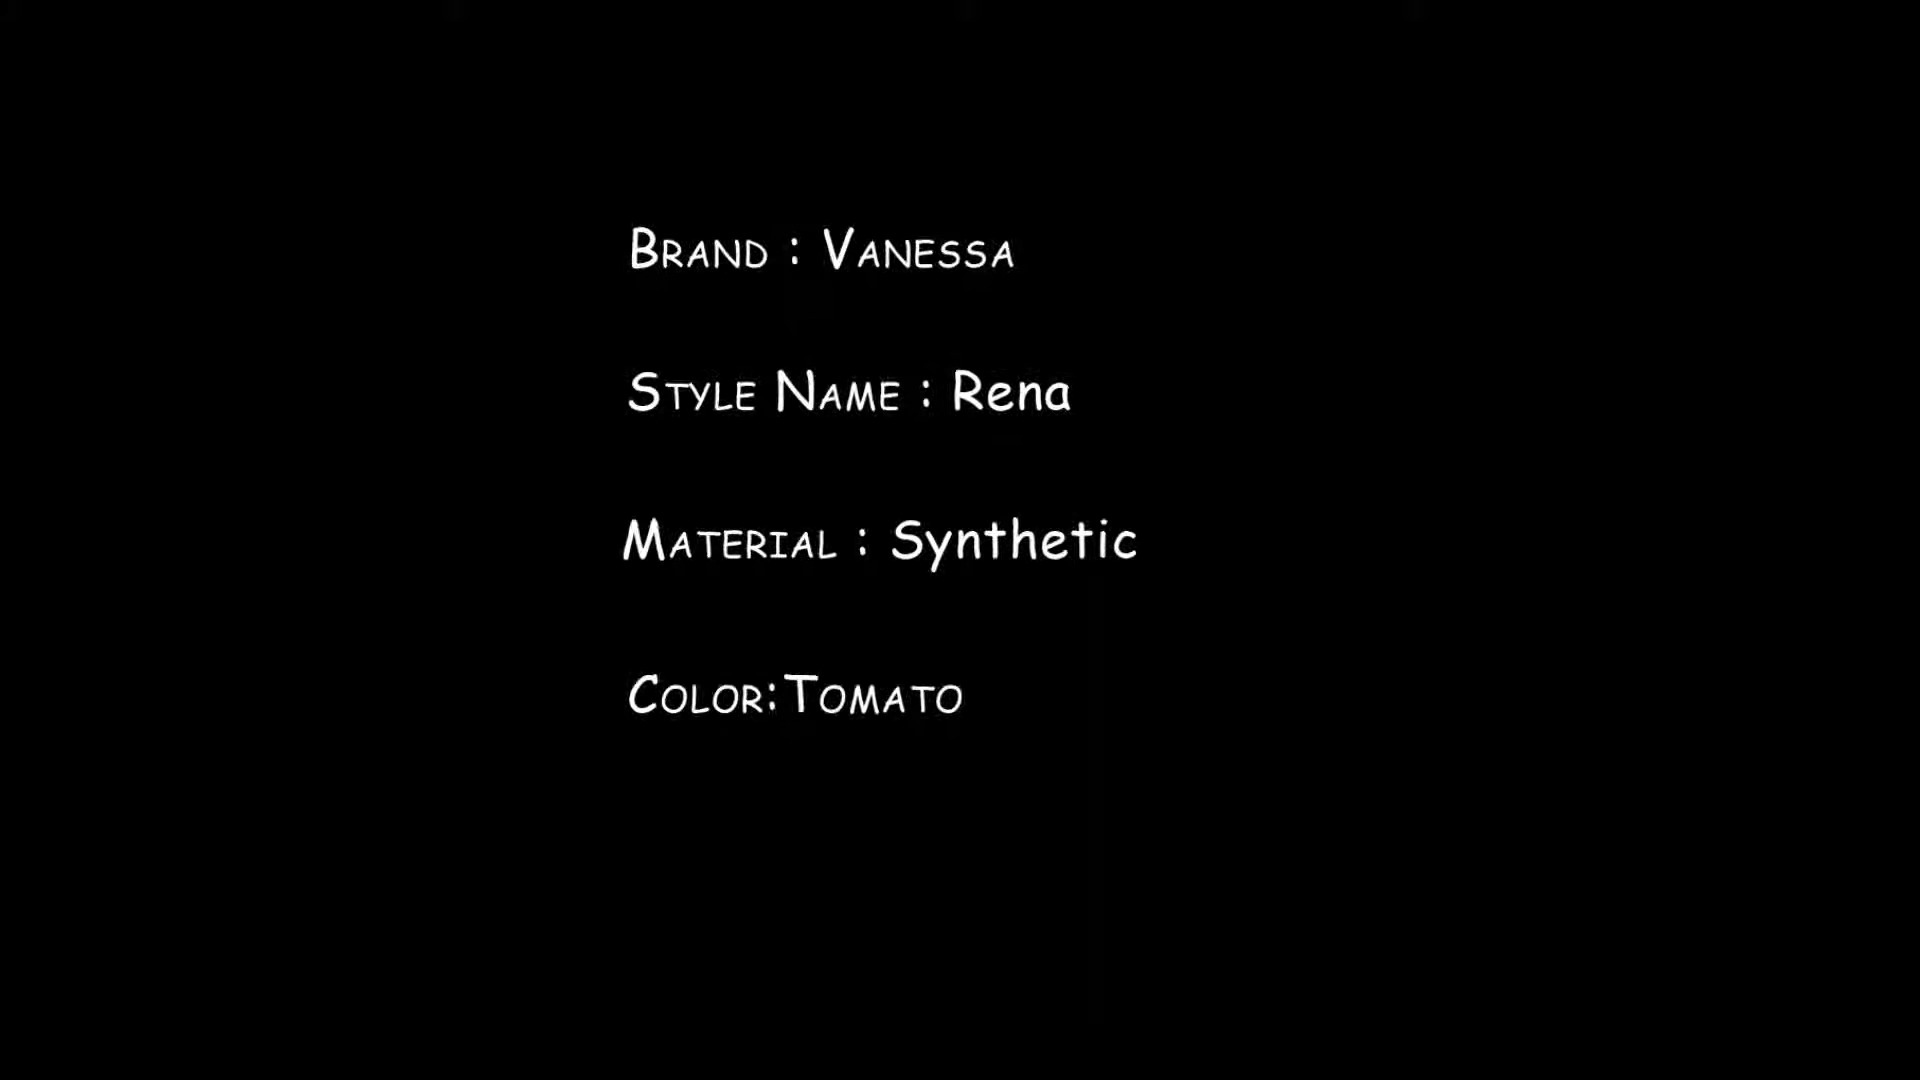 Brand : Vanessa
Style Name : Rena
Material : Synthetic
Color:Tomato